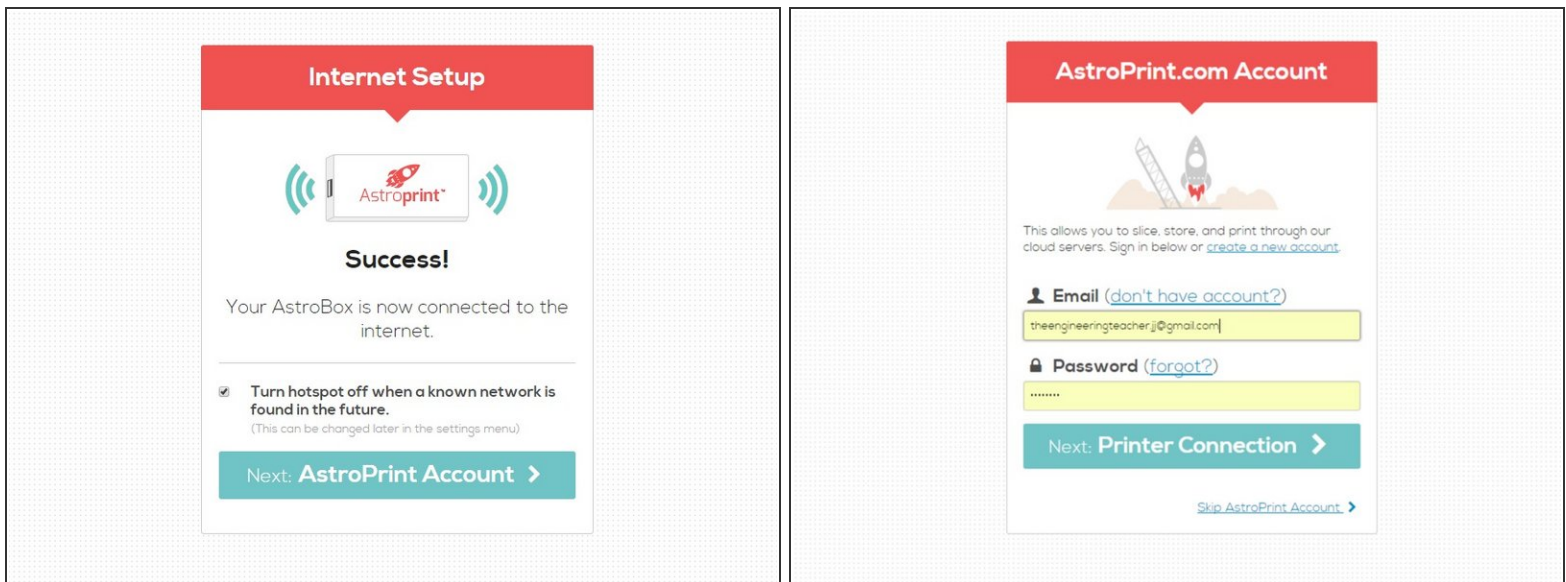 Internet Setup
Astroprint™
Success!
Your AstroBox is now connected to the
internet.
Turn hotspot off when a known network is
found in the future.
(This can be changed later in the settings menu)
Next: AstroPrint Account
AstroPrint.com Account
This allows you to slice, store, and print through our
cloud servers. Sign in below or create a new account.
Email (don't have account?)
theengineeringteacher.jj@gmail.com
Password (forgot?)
••••••••
Next: Printer Connection
Skip AstroPrint Account